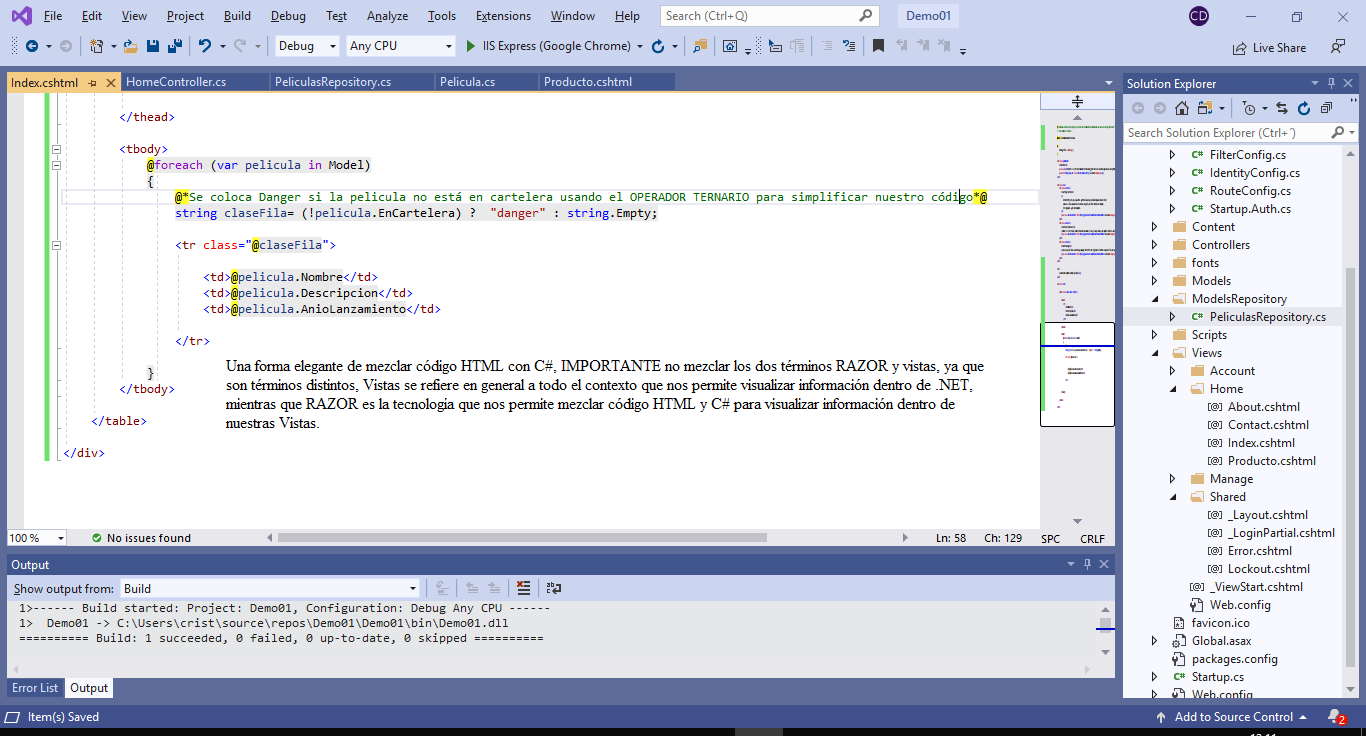 File Edit View Project Build Debug Test Analyze Tools Extensions Window Help Search (Ctrl+Q) Demo01 CD
Debug Any CPU IIS Express (Google Chrome) Live Share
Index.cshtml HomeController.cs PeliculasRepository.cs Pelicula.cs Producto.cshtml
</thead>
<tbody>
@foreach (var pelicula in Model)
{
@*Se coloca Danger si la pelicula no está en cartelera usando el OPERADOR TERNARIO para simplificar nuestro código*@
string claseFila= (!pelicula.EnCartelera) ? "danger" : string.Empty;
<tr class="@claseFila">
<td>@pelicula.Nombre</td>
<td>@pelicula.Descripcion</td>
<td>@pelicula.AnioLanzamiento</td>
</tr>
}
</tbody>
</table>
</div>
Una forma elegante de mezclar código HTML con C#, IMPORTANTE no mezclar los dos términos RAZOR y vistas, ya que
son términos distintos, Vistas se refiere en general a todo el contexto que nos permite visualizar información dentro de .NET,
mientras que RAZOR es la tecnología que nos permite mezclar código HTML y C# para visualizar información dentro de
nuestras Vistas.
100 % No issues found Ln: 58 Ch: 129 SPC CRLF
Output
Show output from: Build
1>------ Build started: Project: Demo01, Configuration: Debug Any CPU ------
1> Demo01 -> C:\Users\crist\source\repos\Demo01\Demo01\bin\Demo01.dll
========== Build: 1 succeeded, 0 failed, 0 up-to-date, 0 skipped ==========
Error List Output
Solution Explorer
Search Solution Explorer (Ctrl+´)
C# FilterConfig.cs
C# IdentityConfig.cs
C# RouteConfig.cs
C# Startup.Auth.cs
Content
Controllers
fonts
Models
ModelsRepository
C# PeliculasRepository.cs
Scripts
Views
Account
Home
About.cshtml
Contact.cshtml
Index.cshtml
Producto.cshtml
Manage
Shared
_Layout.cshtml
_LoginPartial.cshtml
Error.cshtml
Lockout.cshtml
_ViewStart.cshtml
Web.config
favicon.ico
Global.asax
packages.config
C# Startup.cs
Web.config
Item(s) Saved Add to Source Control 2